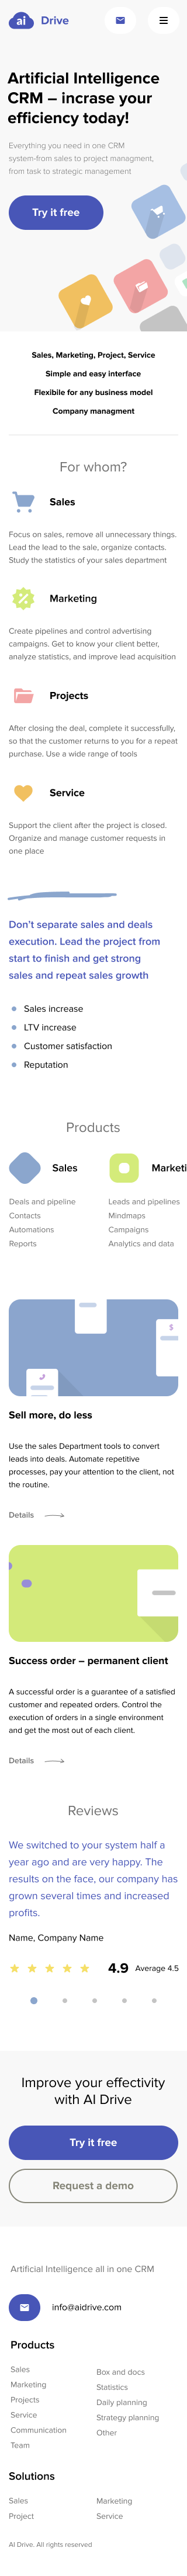 ai Drive
Artificial Intelligence
CRM – incrase your
efficiency today!
Everything you need in one CRM
system-from sales to project managment,
from task to strategic management
Try it free
Sales, Marketing, Project, Service
Simple and easy interface
Flexibile for any business model
Company managment
For whom?
Sales
Focus on sales, remove all unnecessary things.
Lead the lead to the sale, organize contacts.
Study the statistics of your sales department
Marketing
Create pipelines and control advertising
campaigns. Get to know your client better,
analyze statistics, and improve lead acquisition
Projects
After closing the deal, complete it successfully,
so that the customer returns to you for a repeat
purchase. Use a wide range of tools
Service
Support the client after the project is closed.
Organize and manage customer requests in
one place
Don't separate sales and deals
execution. Lead the project from
start to finish and get strong
sales and repeat sales growth
Sales increase
LTV increase
Customer satisfaction
Reputation
Products
Sales
Deals and pipeline
Contacts
Automations
Reports
Marketi
Leads and pipelines
Mindmaps
Campaigns
Analytics and data
$
Sell more, do less
Use the sales Department tools to convert
leads into deals. Automate repetitive
processes, pay your attention to the client, not
the routine.
Details
Success order – permanent client
A successful order is a guarantee of a satisfied
customer and repeated orders. Control the
execution of orders in a single environment
and get the most out of each client.
Details
Reviews
We switched to your system half a
year ago and are very happy. The
results on the face, our company has
grown several times and increased
profits.
Name, Company Name
4.9 Average 4.5
Improve your effectivity
with AI Drive
Try it free
Request a demo
Artificial Intelligence all in one CRM
info@aidrive.com
Products
Sales
Marketing
Projects
Service
Communication
Team
Box and docs
Statistics
Daily planning
Strategy planning
Other
Solutions
Sales
Project
Marketing
Service
AI Drive. All rights reserved